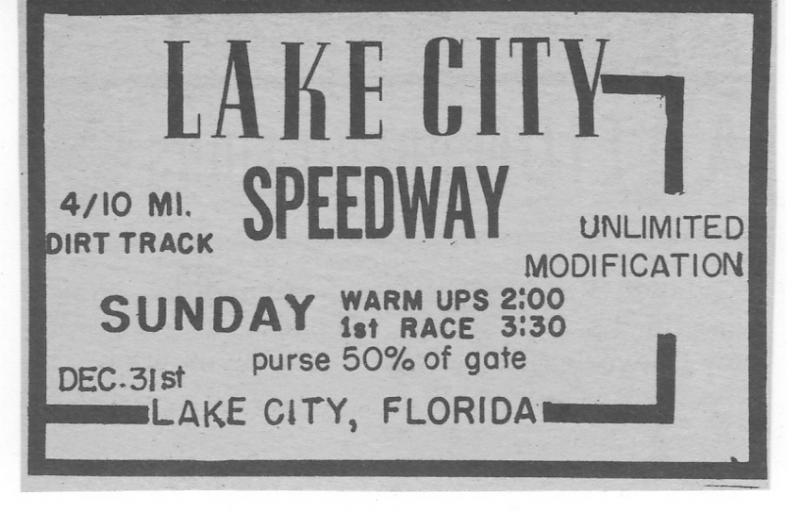 LAKE CITY
SPEEDWAY
4/10 MI.
DIRT TRACK
UNLIMITED
MODIFICATION
SUNDAY
WARM UPS 2:00
1st RACE 3:30
purse 50% of gate
DEC. 31st
LAKE CITY, FLORIDA